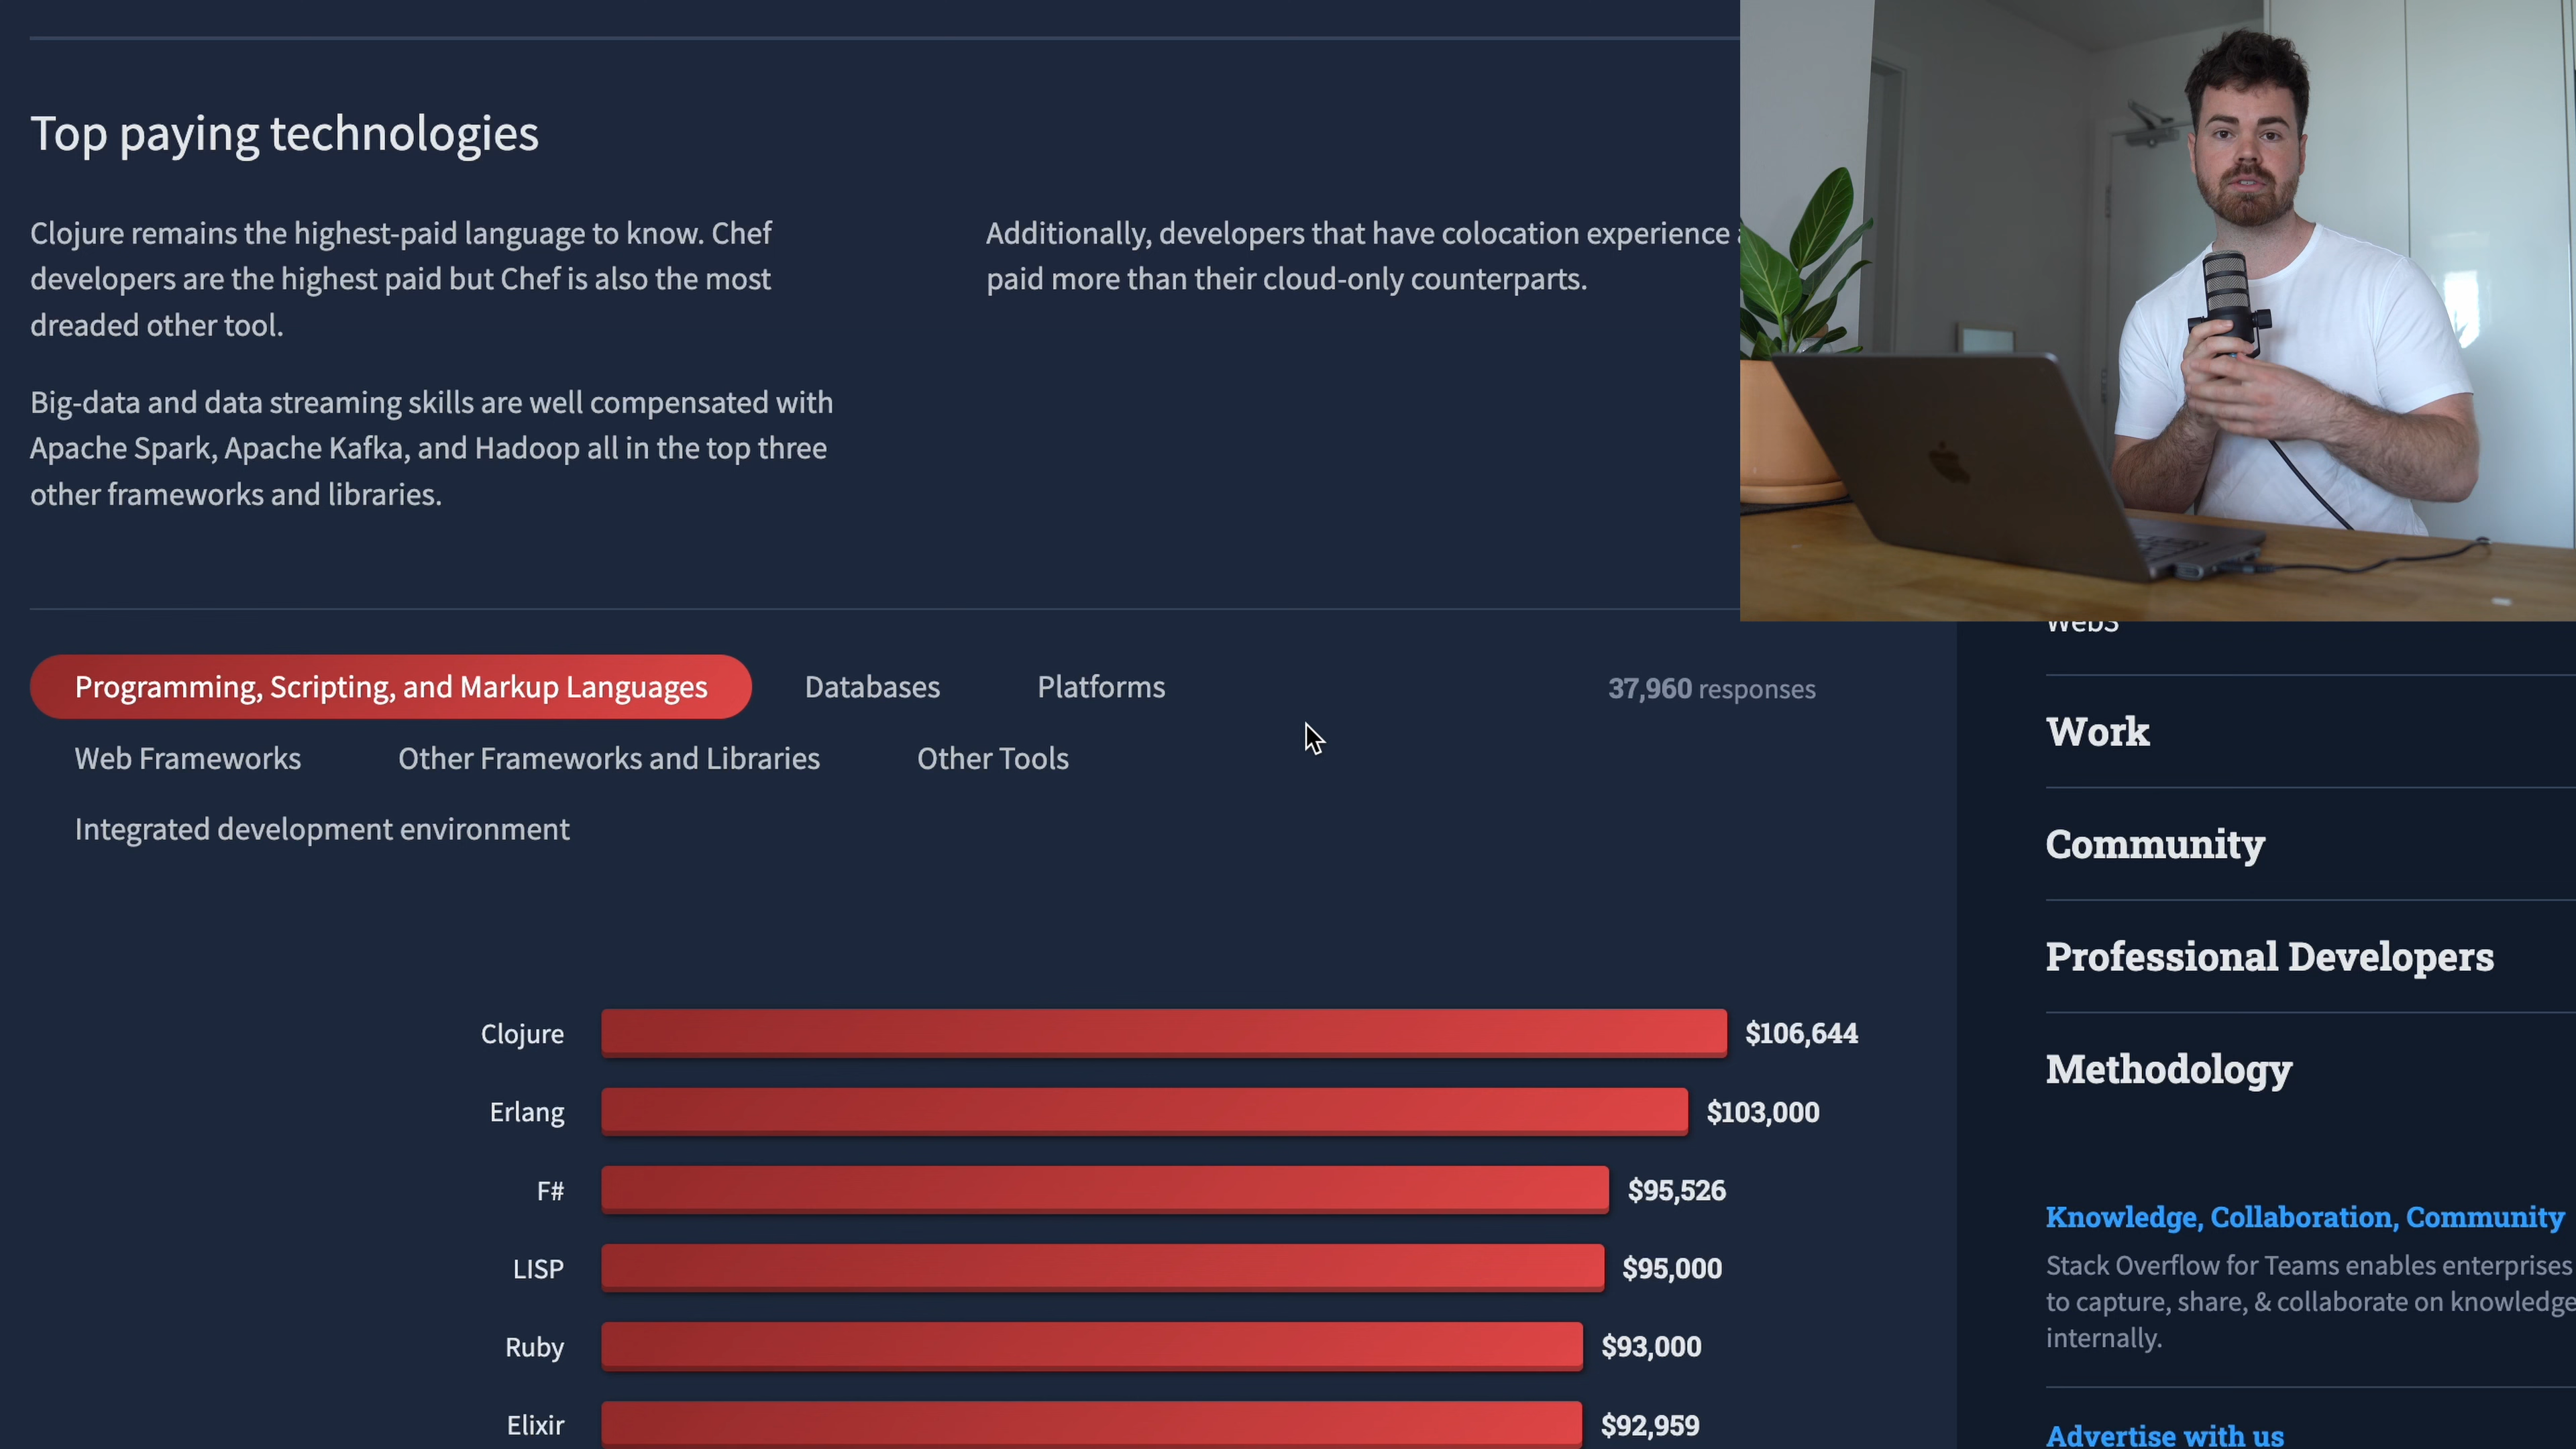 Top paying technologies
Clojure remains the highest-paid language to know. Chef
developers are the highest paid but Chef is also the most
dreaded other tool.
Big-data and data streaming skills are well compensated with
Apache Spark, Apache Kafka, and Hadoop all in the top three
other frameworks and libraries.
Additionally, developers that have colocation experience
paid more than their cloud-only counterparts.
Programming, Scripting, and Markup Languages
Databases
Platforms
37,960 responses
Web Frameworks
Other Frameworks and Libraries
Other Tools
Integrated development environment
Clojure $106,644
Erlang $103,000
F# $95,526
LISP $95,000
Ruby $93,000
Elixir $92,959
Web3
Work
Community
Professional Developers
Methodology
Knowledge, Collaboration, Community
Stack Overflow for Teams enables enterprises
to capture, share, & collaborate on knowledge
internally.
Advertise with us